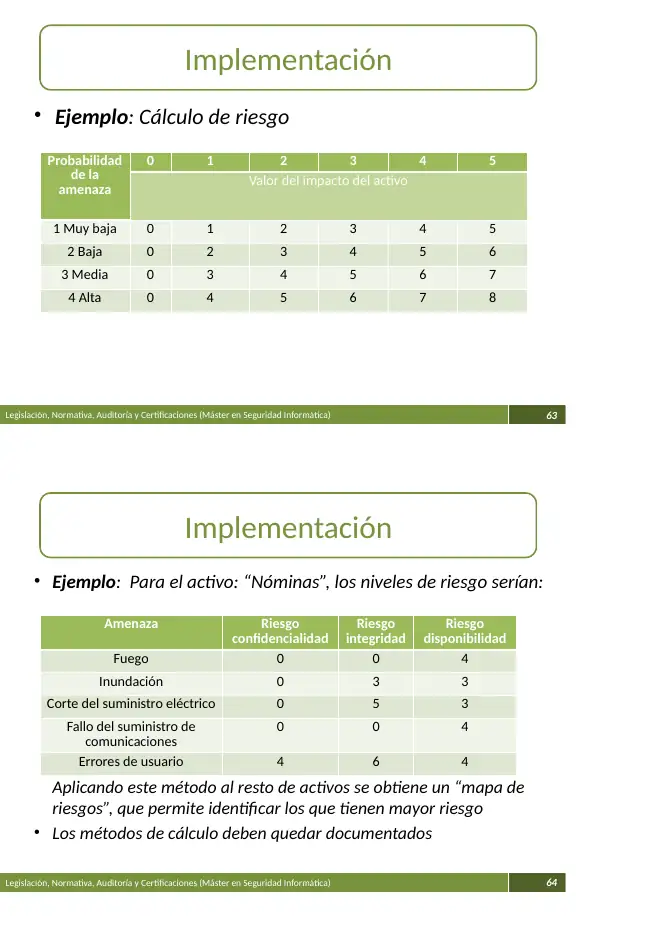 Implementación
• Ejemplo: Cálculo de riesgo
Probabilidad de la amenaza 0 1 2 3 4 5
Valor del impacto del activo
1 Muy baja 0 1 2 3 4 5
2 Baja 0 2 3 4 5 6
3 Media 0 3 4 5 6 7
4 Alta 0 4 5 6 7 8
Legislación, Normativa, Auditoría y Certificaciones (Máster en Seguridad Informática) 63
Implementación
• Ejemplo: Para el activo: “Nóminas”, los niveles de riesgo serían:
Amenaza Riesgo confidencialidad Riesgo integridad Riesgo disponibilidad
Fuego 0 0 4
Inundación 0 3 3
Corte del suministro eléctrico 0 5 3
Fallo del suministro de comunicaciones 0 0 4
Errores de usuario 4 6 4
Aplicando este método al resto de activos se obtiene un “mapa de
riesgos”, que permite identificar los que tienen mayor riesgo
• Los métodos de cálculo deben quedar documentados
Legislación, Normativa, Auditoría y Certificaciones (Máster en Seguridad Informática) 64